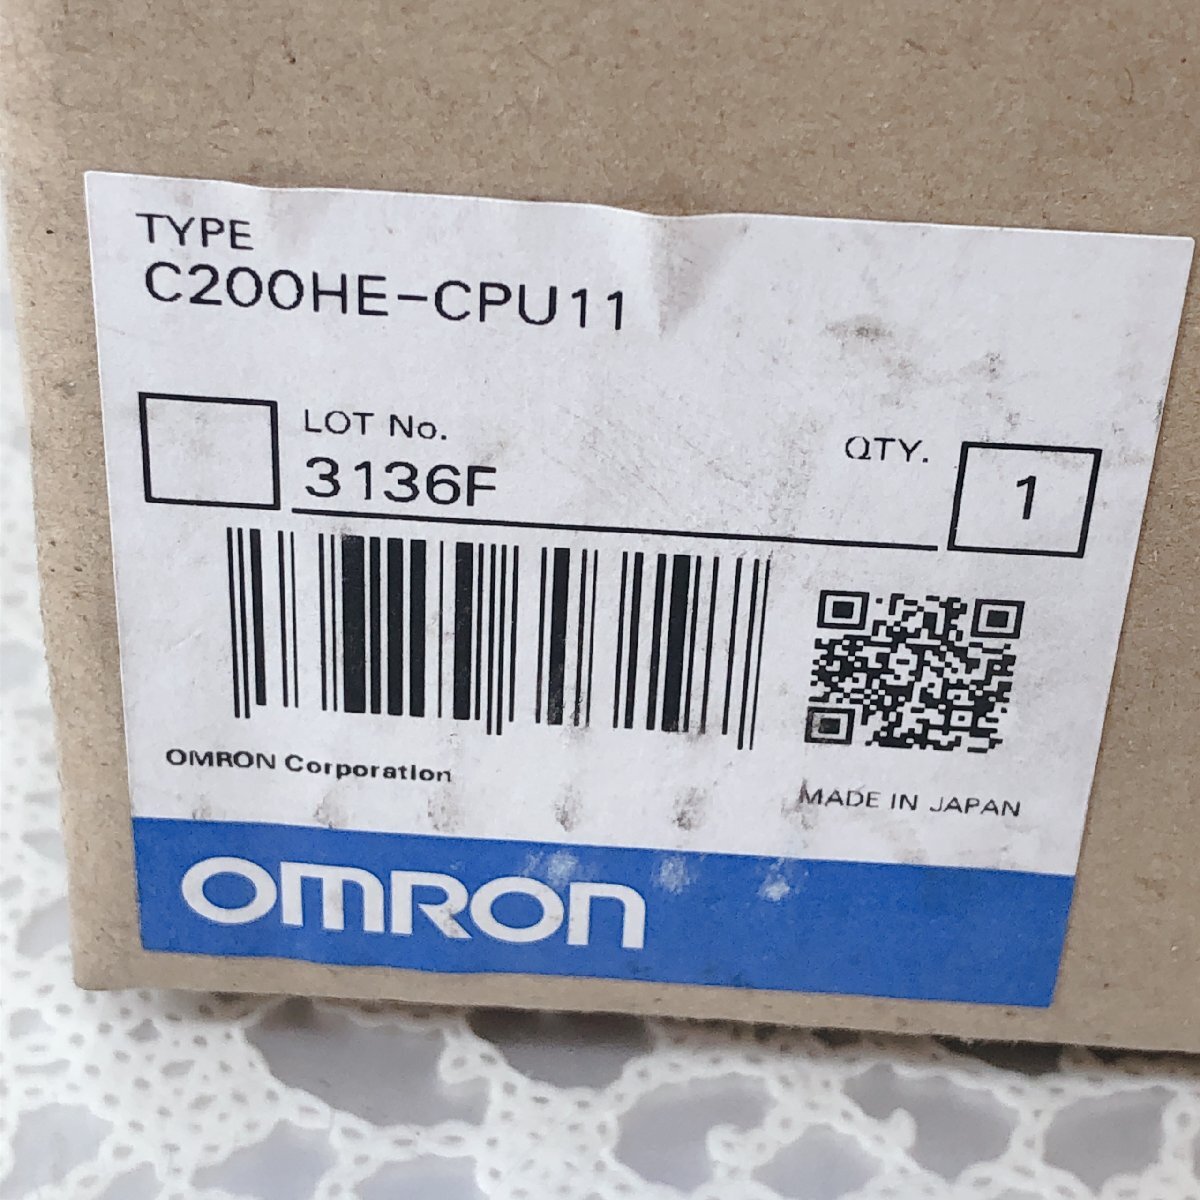 TYPE
C200HE-CPU11
LOT No.
3136F
QTY.
1
OMRON Corporation
MADE IN JAPAN
OMRON